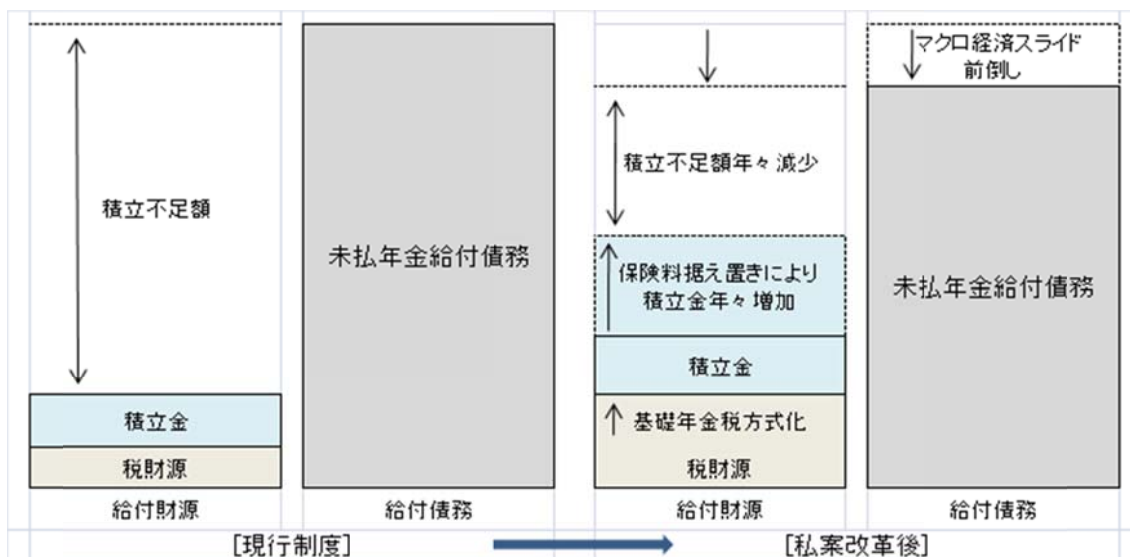 積立不足額
積立金
税財源
給付財源
未払年金給付債務
給付債務
[現行制度]
積立不足額年々減少
保険料据え置きにより
積立金年々増加
積立金
基礎年金税方式化
税財源
給付財源
マクロ経済スライド
前倒し
未払年金給付債務
給付債務
[私案改革後]